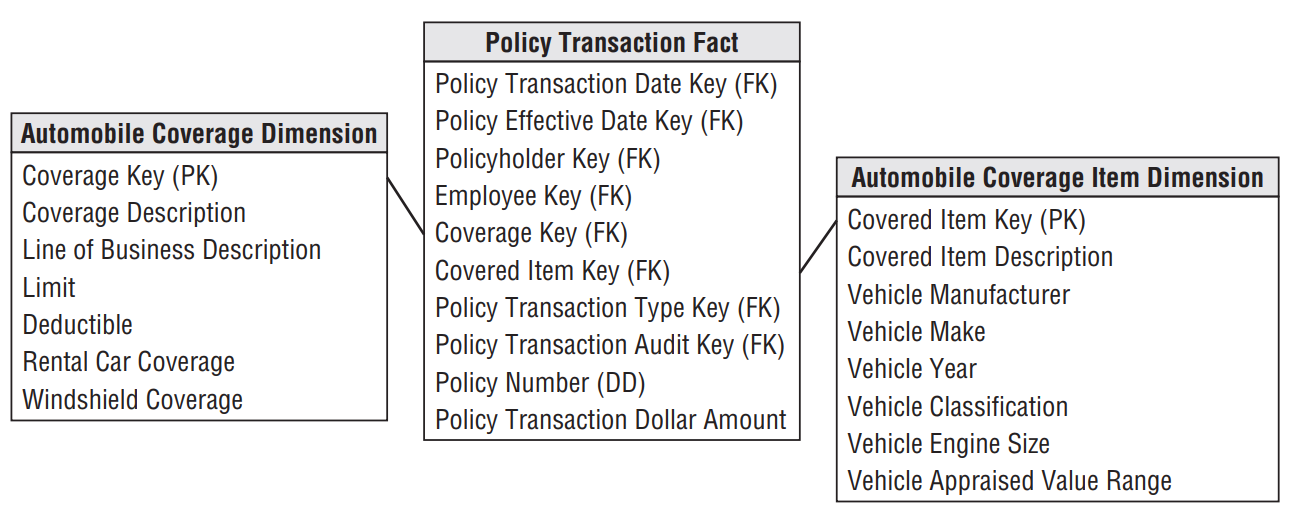 Automobile Coverage Dimension
Coverage Key (PK)
Coverage Description
Line of Business Description
Limit
Deductible
Rental Car Coverage
Windshield Coverage
Policy Transaction Fact
Policy Transaction Date Key (FK)
Policy Effective Date Key (FK)
Policyholder Key (FK)
Employee Key (FK)
Coverage Key (FK)
Covered Item Key (FK)
Policy Transaction Type Key (FK)
Policy Transaction Audit Key (FK)
Policy Number (DD)
Policy Transaction Dollar Amount
Automobile Coverage Item Dimension
Covered Item Key (PK)
Covered Item Description
Vehicle Manufacturer
Vehicle Make
Vehicle Year
Vehicle Classification
Vehicle Engine Size
Vehicle Appraised Value Range